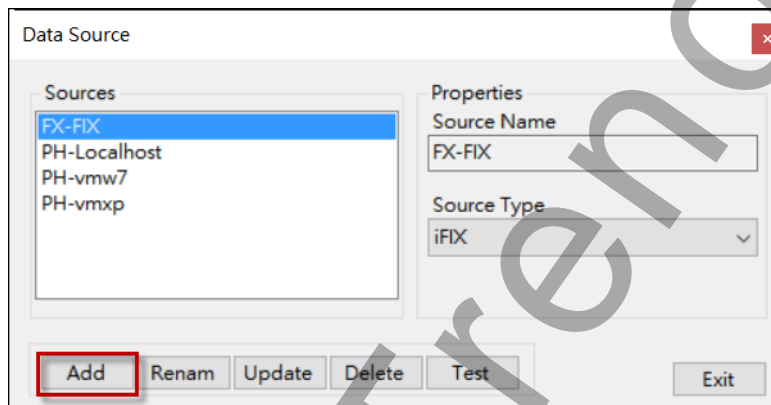 Data Source
Sources
FX-FIX
PH-Localhost
PH-vmw7
PH-vmxp
Properties
Source Name
FX-FIX
Source Type
iFIX
Add Renam Update Delete Test Exit
Trend